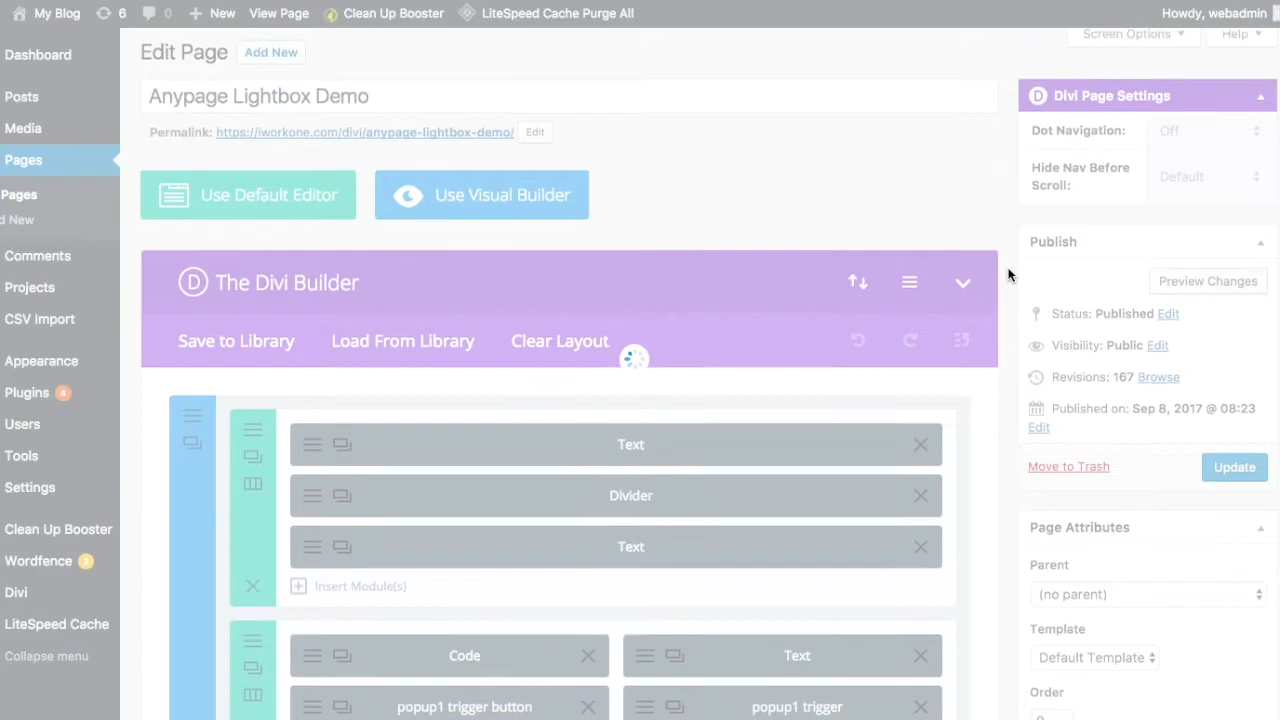 My Blog 6 0 New View Page Clean Up Booster LiteSpeed Cache Purge All Howdy, webadmin
Screen Options Help
Dashboard
Posts
Media
Pages
Pages
d New
Comments
Projects
CSV Import
Appearance
Plugins 4
Users
Tools
Settings
Clean Up Booster
Wordfence 3
Divi
LiteSpeed Cache
Collapse menu
Edit Page Add New
Anypage Lightbox Demo
Permalink: https://iworkone.com/divi/anypage-lightbox-demo/ Edit
Use Default Editor Use Visual Builder
D The Divi Builder
Save to Library Load From Library Clear Layout
Text
Divider
Text
Insert Module(s)
Code Text
popup1 trigger button popup1 trigger
D Divi Page Settings
Dot Navigation: Off
Hide Nav Before
Scroll:
Default
Publish
Preview Changes
Status: Published Edit
Visibility: Public Edit
Revisions: 167 Browse
Published on: Sep 8, 2017 @ 08:23
Edit
Move to Trash Update
Page Attributes
Parent
(no parent)
Template
Default Template
Order